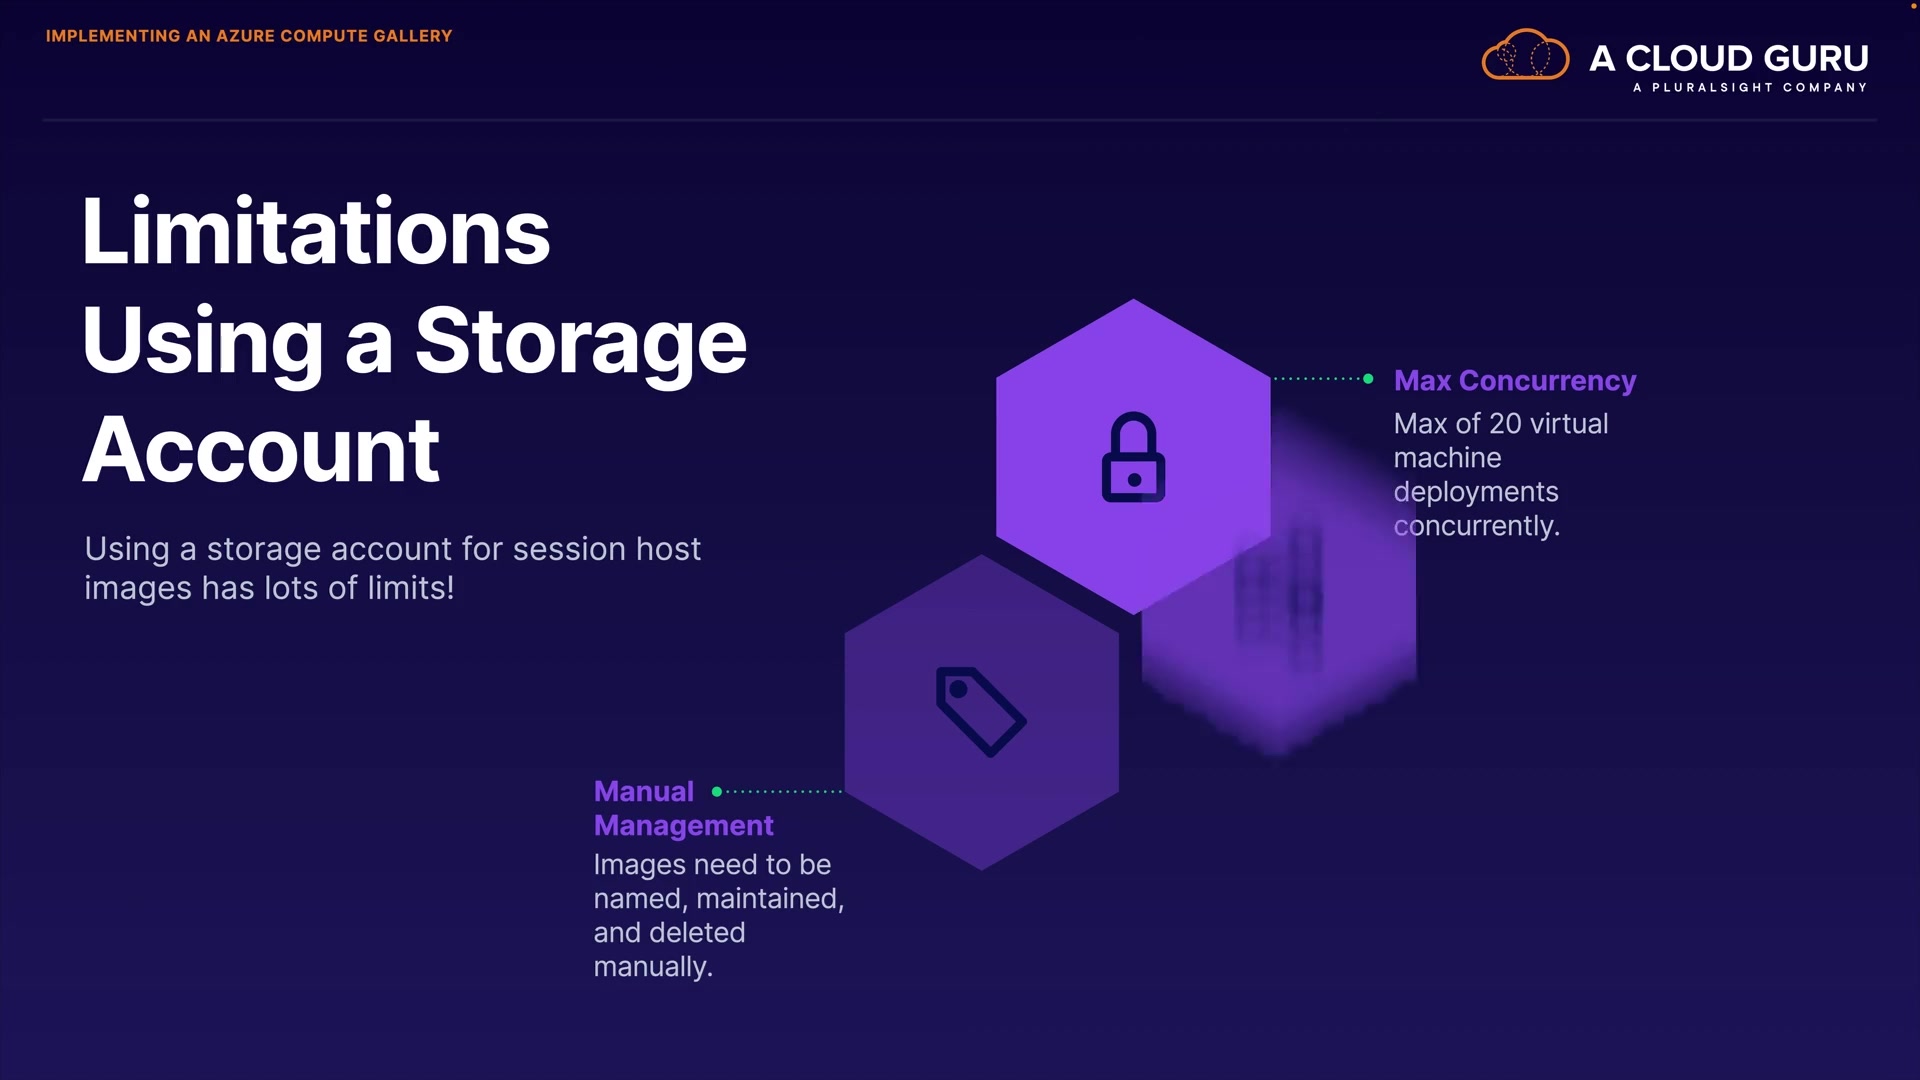 IMPLEMENTING AN AZURE COMPUTE GALLERY
A CLOUD GURU
A PLURALSIGHT COMPANY
Limitations
Using a Storage
Account
Using a storage account for session host
images has lots of limits!
Max Concurrency
Max of 20 virtual
machine
deployments
concurrently.
Manual
Management
Images need to be
named, maintained,
and deleted
manually.